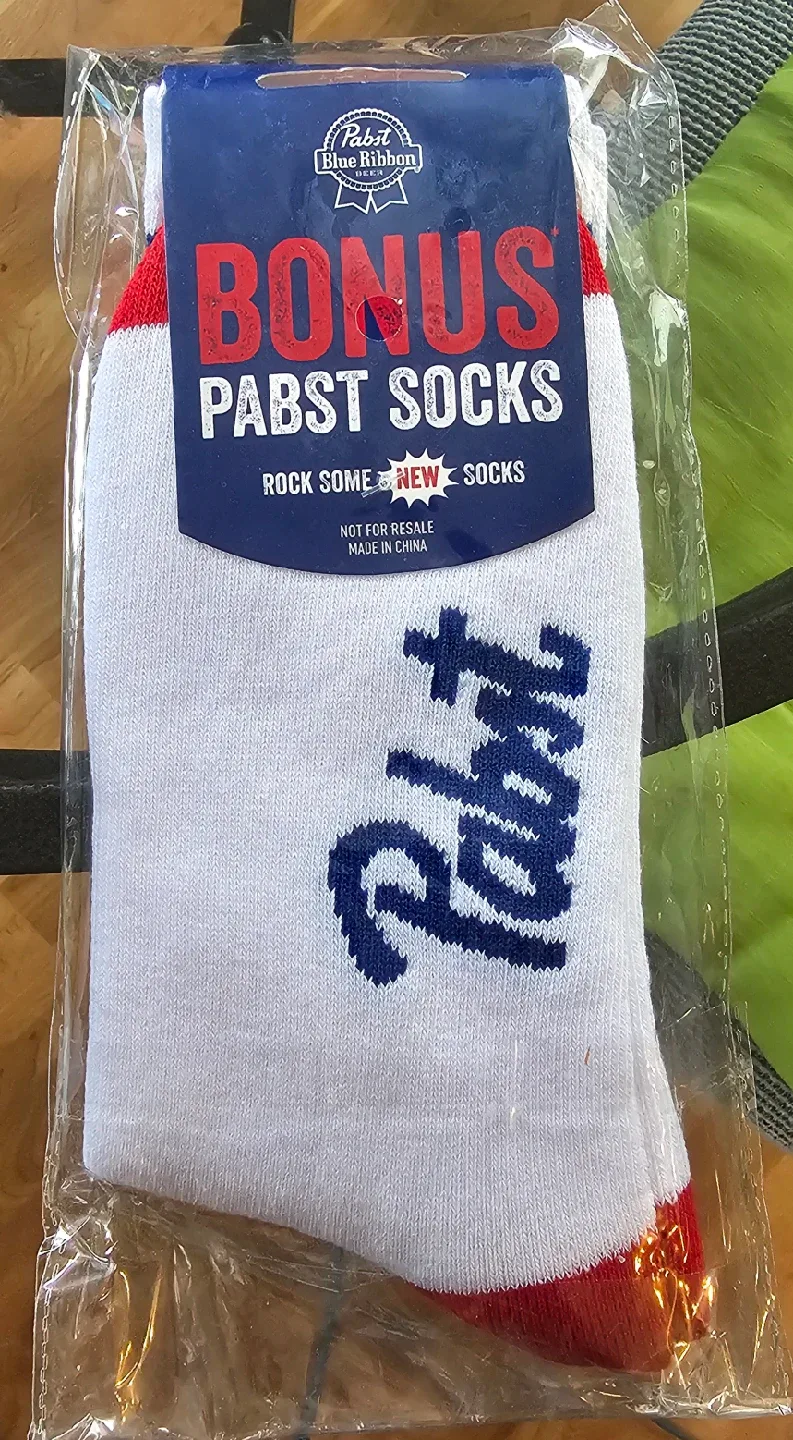 Pabst
Blue Ribbon
BEER
BONUS*
PABST SOCKS
ROCK SOME NEW SOCKS
NOT FOR RESALE
MADE IN CHINA
Pabst